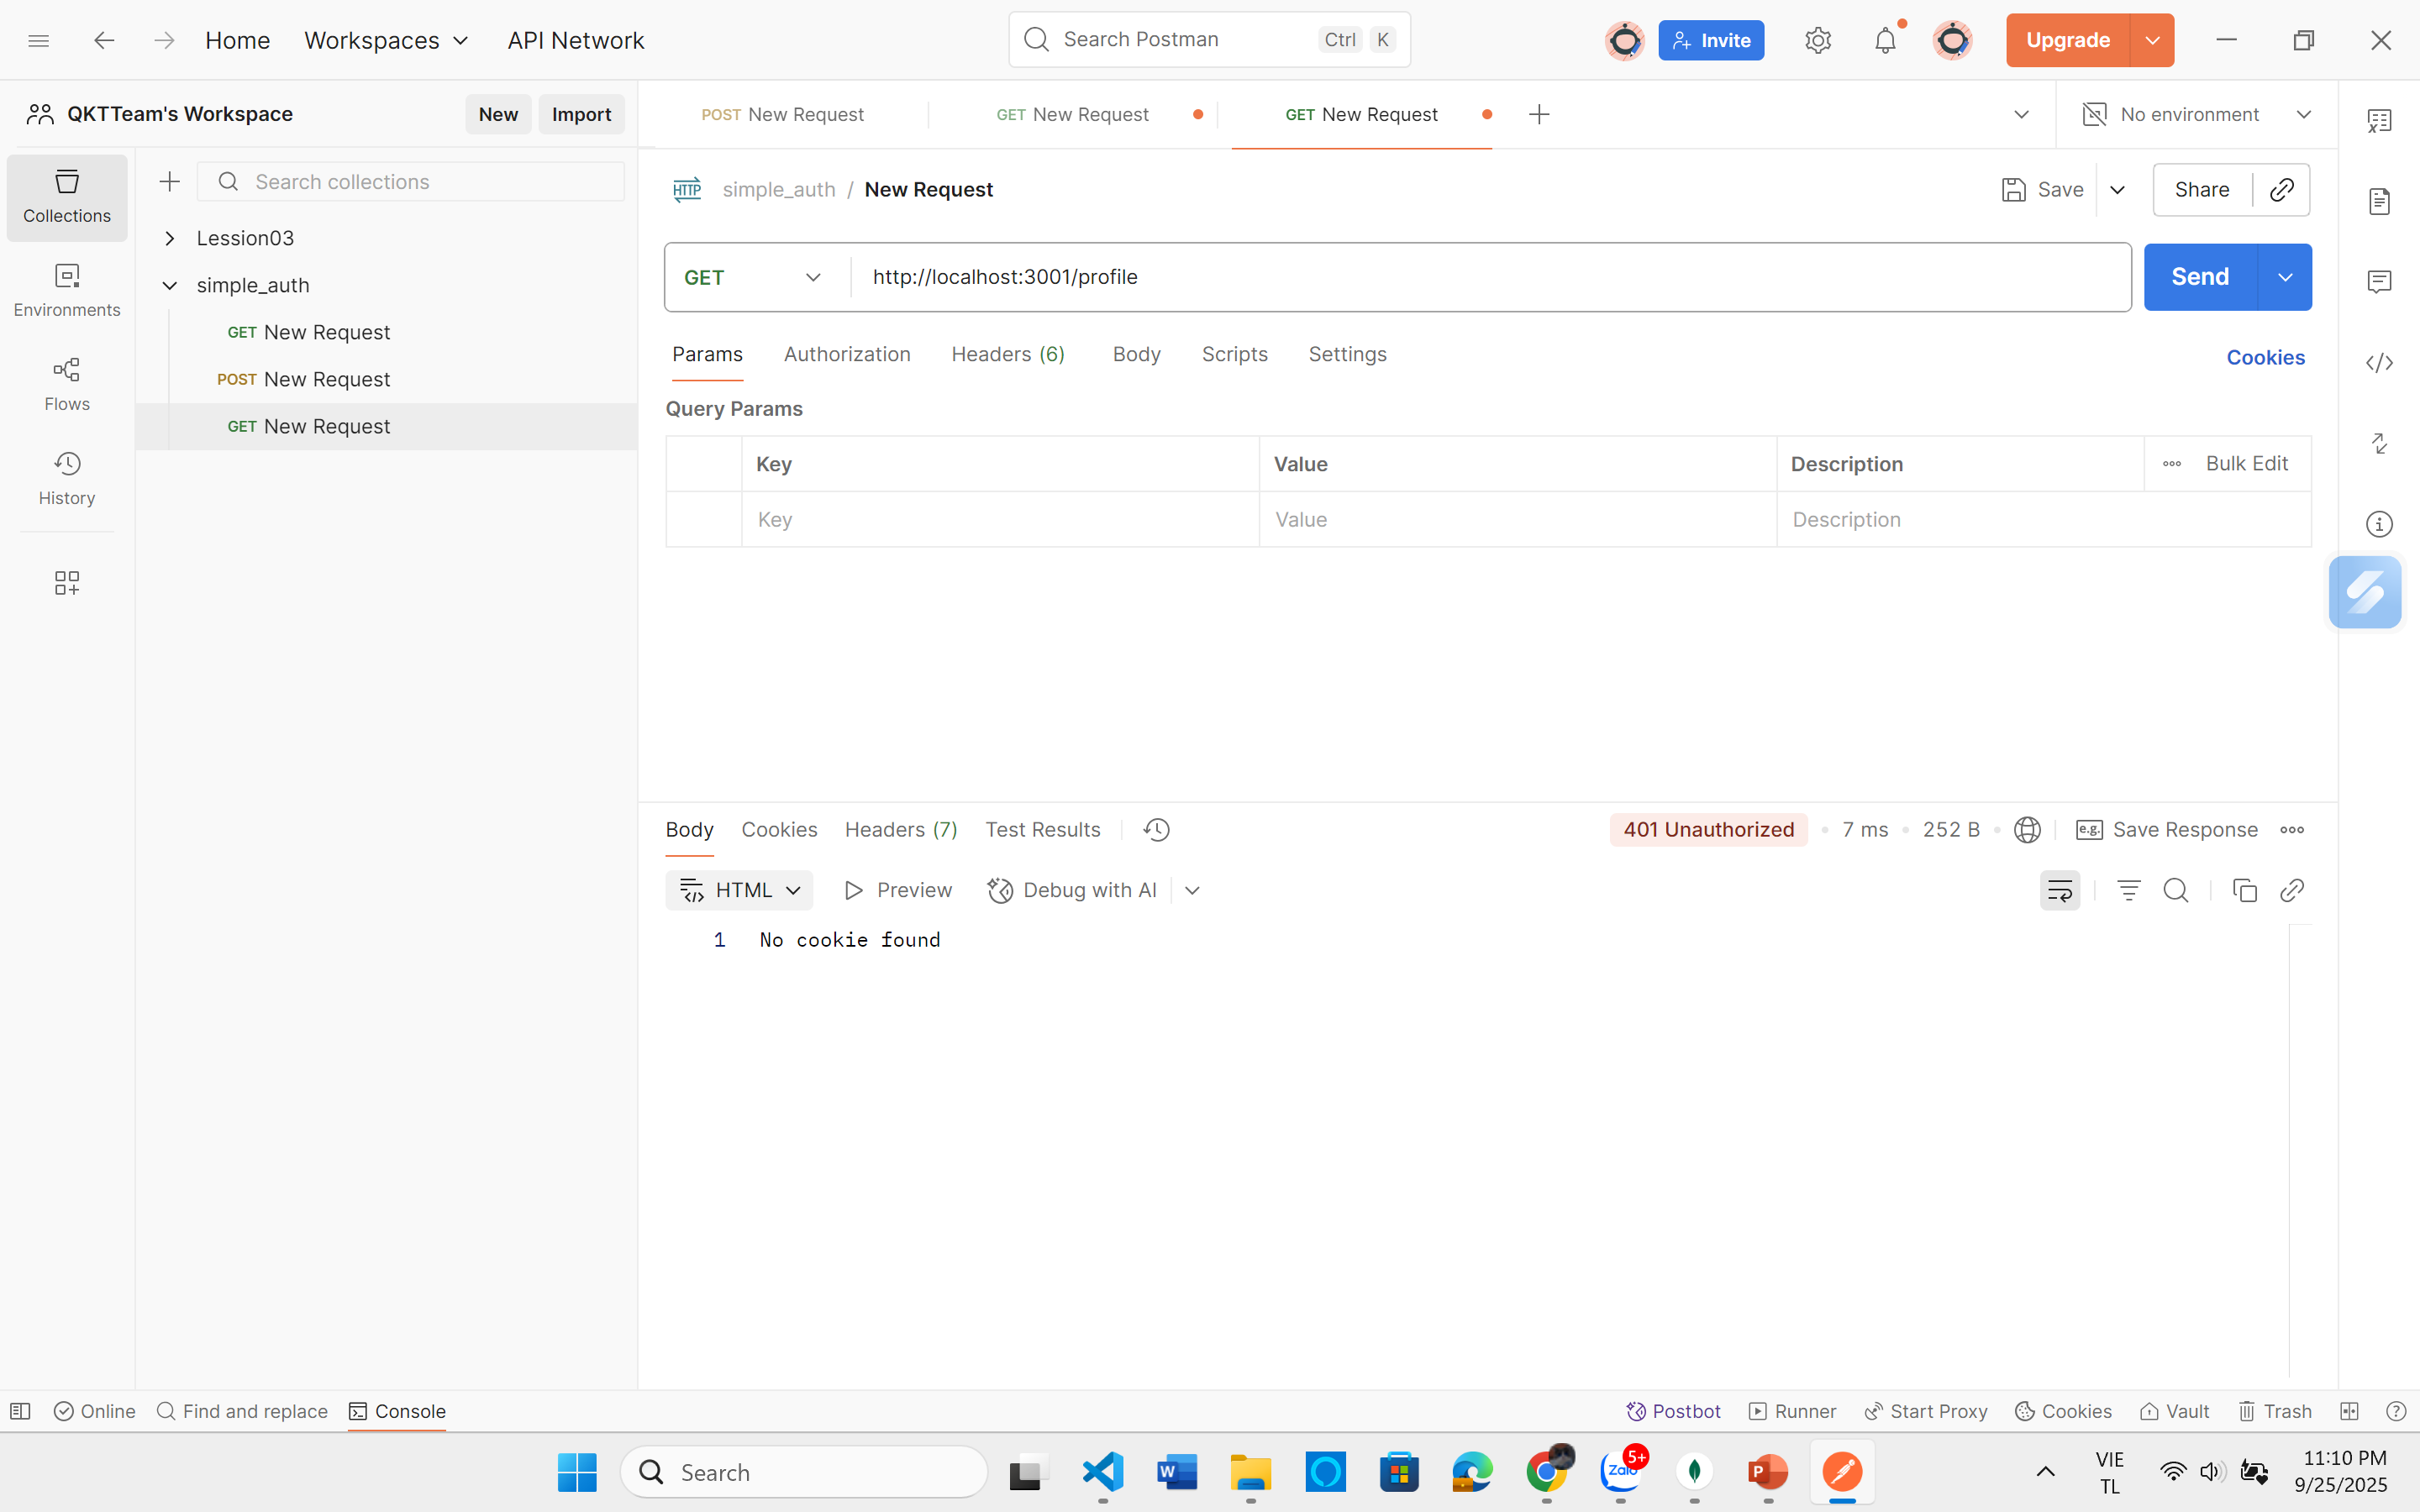 Home Workspaces API Network
Search Postman Ctrl K
Invite
Upgrade
QKTTeam's Workspace New Import
POST New Request GET New Request GET New Request No environment
Collections
Search collections
Lession03
simple_auth
GET New Request
POST New Request
GET New Request
Environments
Flows
History
HTTP simple_auth / New Request Save Share
GET http://localhost:3001/profile Send
Params Authorization Headers (6) Body Scripts Settings Cookies
Query Params
Key Value Description Bulk Edit
Key Value Description
Body Cookies Headers (7) Test Results 401 Unauthorized 7 ms 252 B e.g. Save Response
HTML Preview Debug with AI
1 No cookie found
Online Find and replace Console Postbot Runner Start Proxy Cookies Vault Trash
Search
W
Zalo
5+
P
VIE
TL
11:10 PM
9/25/2025